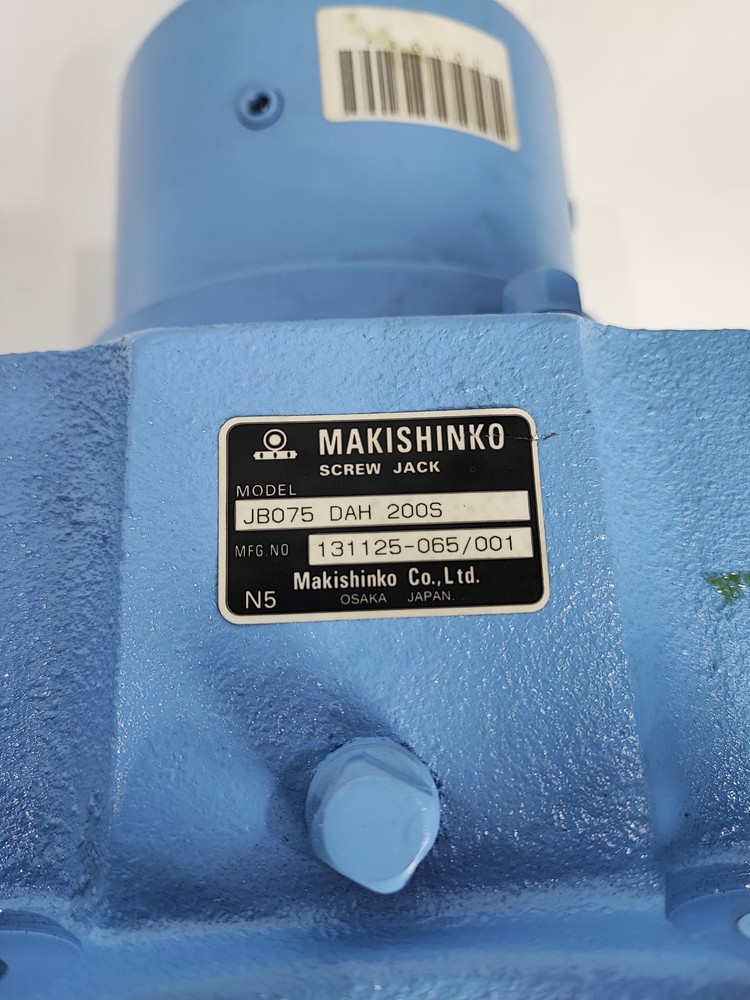 MAKISHINKO
SCREW JACK
MODEL
JB075 DAH 200S
MFG.NO 131125-065/001
Makishinko Co.,Ltd.
N5 OSAKA JAPAN.